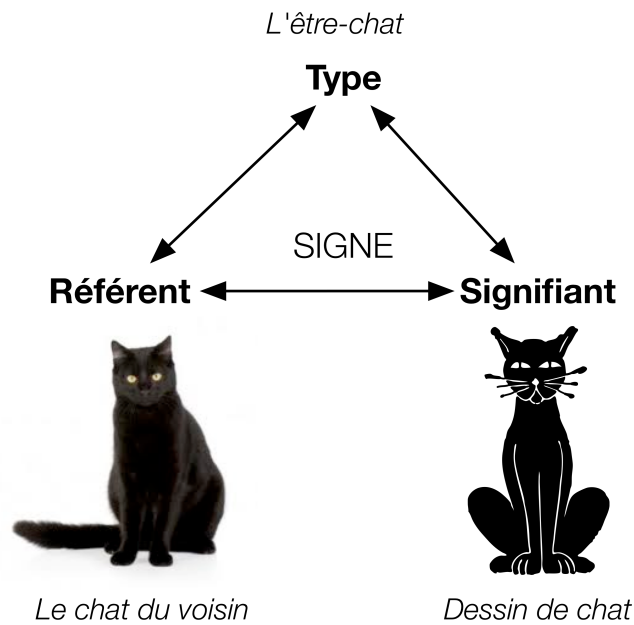 L'être-chat
Type
SIGNE
Référent
Signifiant
Le chat du voisin
Dessin de chat